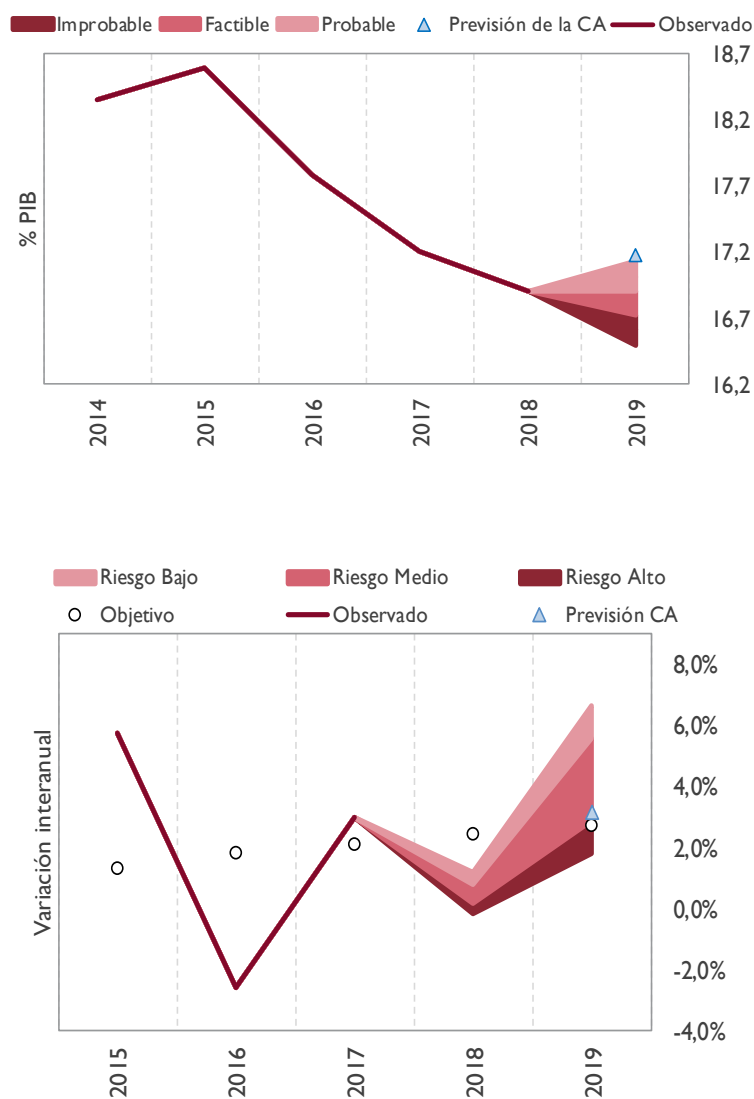 Improbable Factible Probable Previsión de la CA Observado
18,7
18,2
17,7
17,2
16,7
16,2
% PIB
2014 2015 2016 2017 2018 2019
Riesgo Bajo Riesgo Medio Riesgo Alto
Objetivo Observado Previsión CA
8,0%
6,0%
4,0%
2,0%
0,0%
-2,0%
-4,0%
Variación interanual
2015 2016 2017 2018 2019